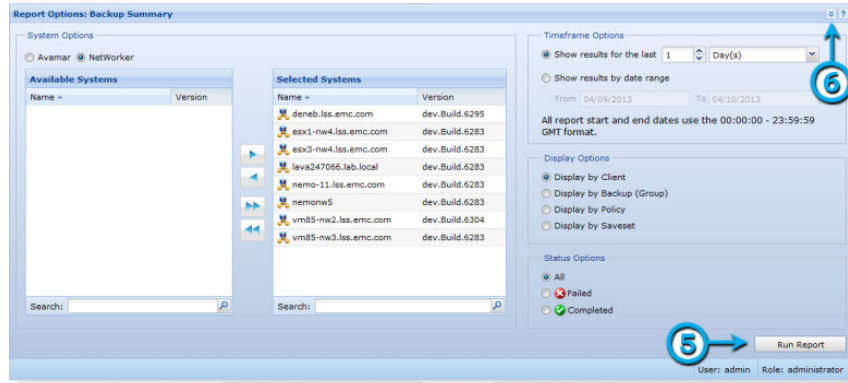 Report Options: Backup Summary
?
System Options
Avamar NetWorker
Available Systems
Name Version
Search:
Selected Systems
Name Version
deneb.lss.emc.com dev.Build.6295
esx1-nw4.lss.emc.com dev.Build.6283
esx3-nw4.lss.emc.com dev.Build.6283
lava247066.lab.local dev.Build.6283
nemo-11.lss.emc.com dev.Build.6283
nemonw5 dev.Build.6283
vm85-nw2.lss.emc.com dev.Build.6304
vm85-nw3.lss.emc.com dev.Build.6283
Search:
Timeframe Options
Show results for the last 1 Day(s)
6
Show results by date range
From 04/09/2013 To 04/10/2013
All report start and end dates use the 00:00:00 - 23:59:59
GMT format.
Display Options
Display by Client
Display by Backup (Group)
Display by Policy
Display by Saveset
Status Options
All
Failed
Completed
5
Run Report
User: admin Role: administrator